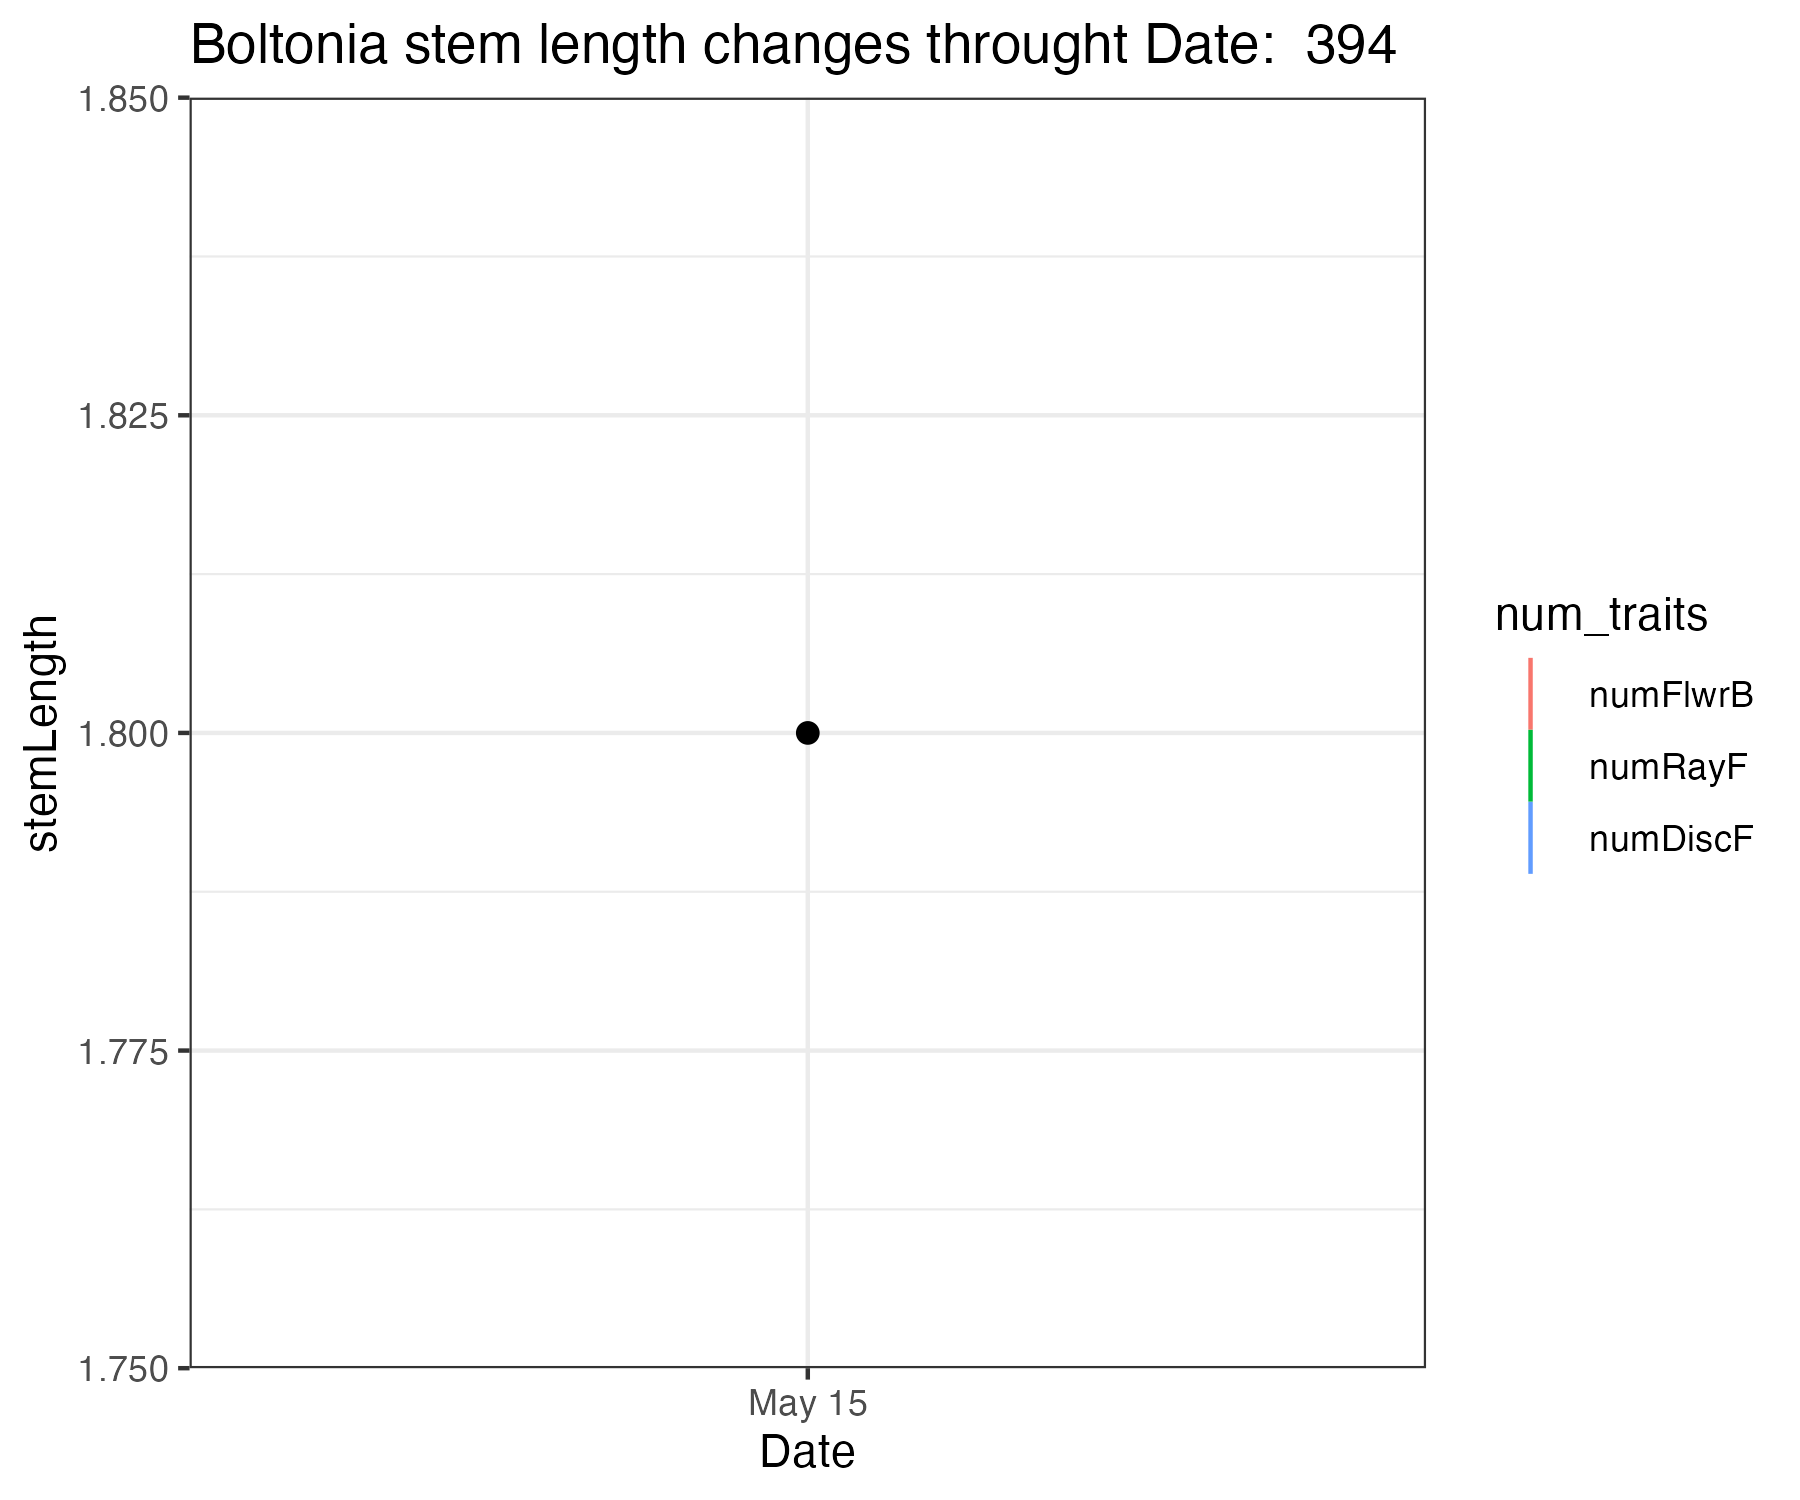 Boltonia stem length changes throught Date:  394
1.850
1.825
1.800
1.775
1.750
stemLength
May 15
Date
num_traits
numFlwrB
numRayF
numDiscF